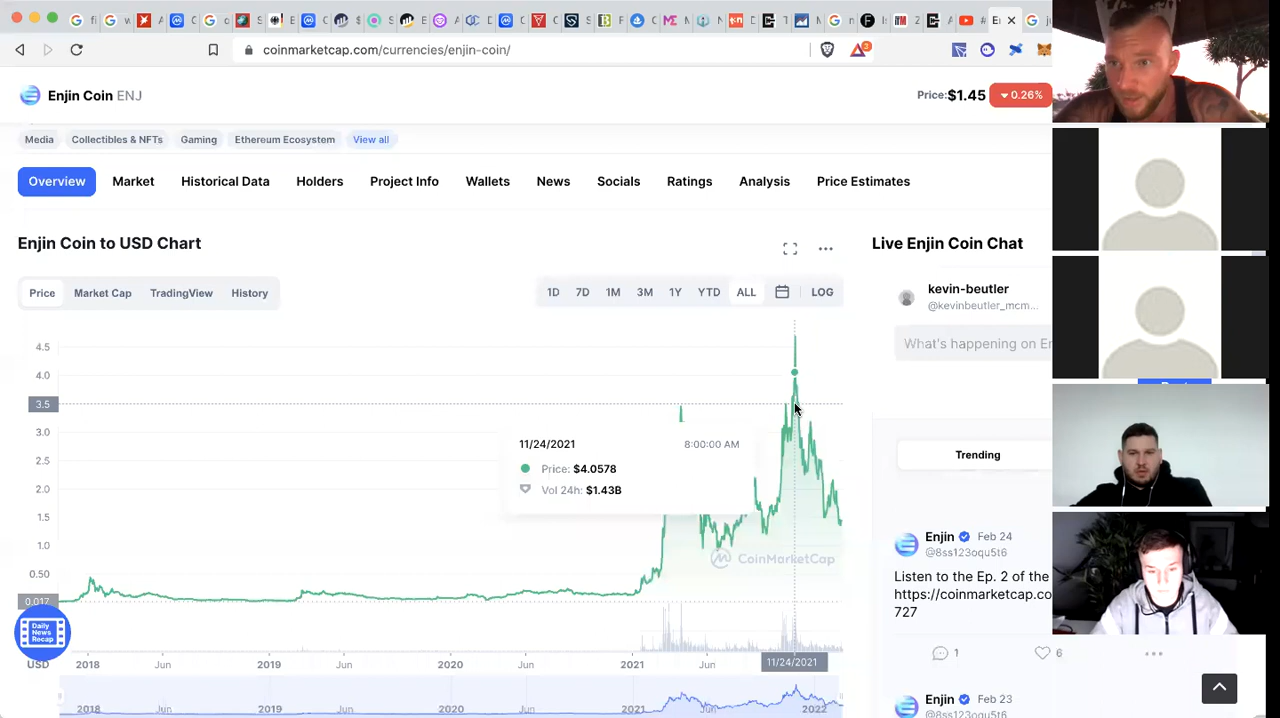 coinmarketcap.com/currencies/enjin-coin/
Enjin Coin ENJ
Price:$1.45
0.26%
Media
Collectibles & NFTs
Gaming
Ethereum Ecosystem
View all
Overview
Market
Historical Data
Holders
Project Info
Wallets
News
Socials
Ratings
Analysis
Price Estimates
Enjin Coin to USD Chart
Live Enjin Coin Chat
Price
Market Cap
TradingView
History
1D
7D
1M
3M
1Y
YTD
ALL
LOG
kevin-beutler
@kevinbeutler_mcm...
What's happening on En
4.5
4.0
3.5
3.0
2.5
2.0
1.5
1.0
0.50
0.017
11/24/2021
8:00:00 AM
Price: $4.0578
Vol 24h: $1.43B
CoinMarketCap
Trending
Enjin
Feb 24
@8ss123oqu5t6
Listen to the Ep. 2 of the
https://coinmarketcap.co
727
1
6
Daily
News
Recap
USD
2018
Jun
2019
Jun
2020
Jun
2021
Jun
11/24/2021
2018
2019
2020
2021
2022
Enjin
Feb 23
@8ss123oqu5t6